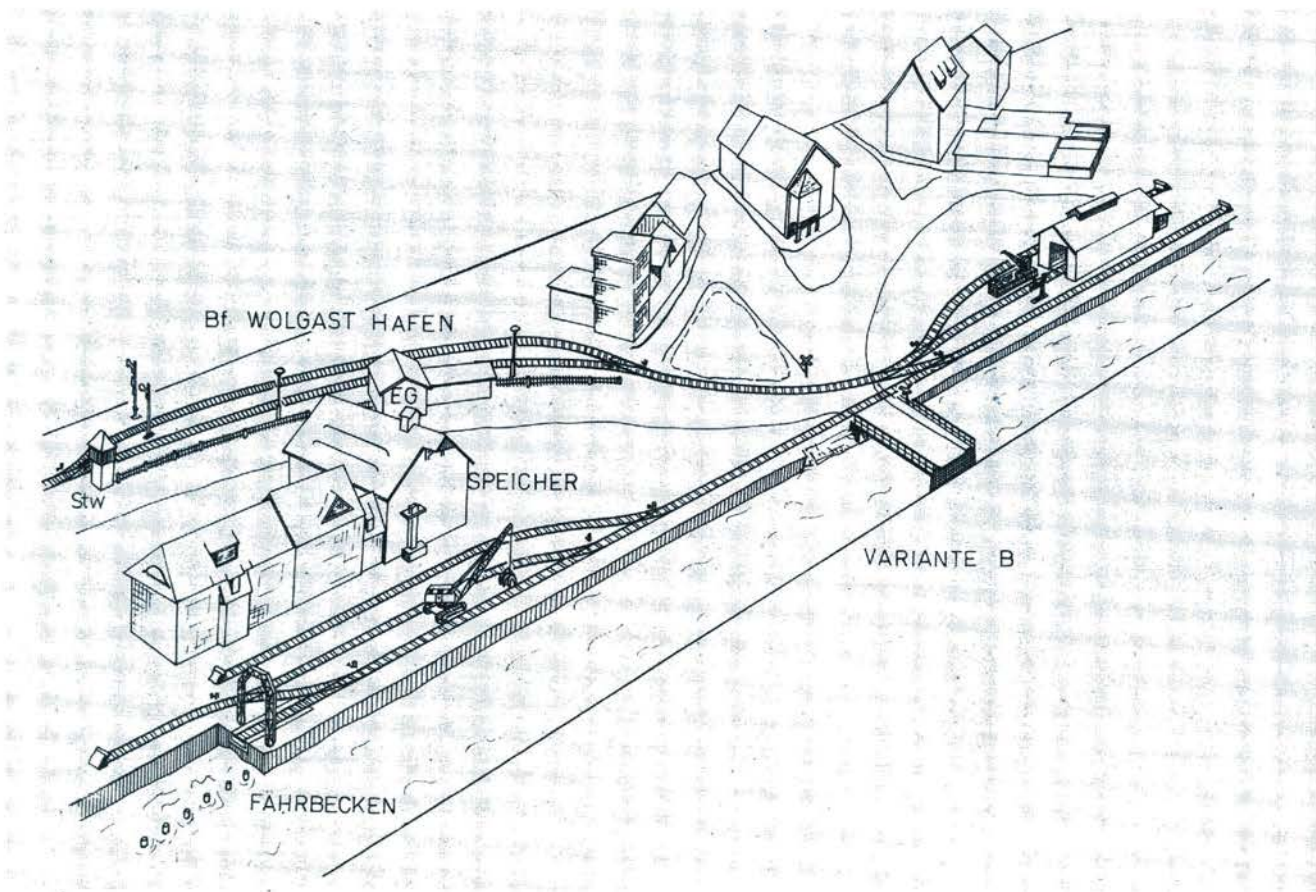 Bf. WOLGAST HAFEN
EG
Stw
SPEICHER
VARIANTE B
FÄHRBECKEN